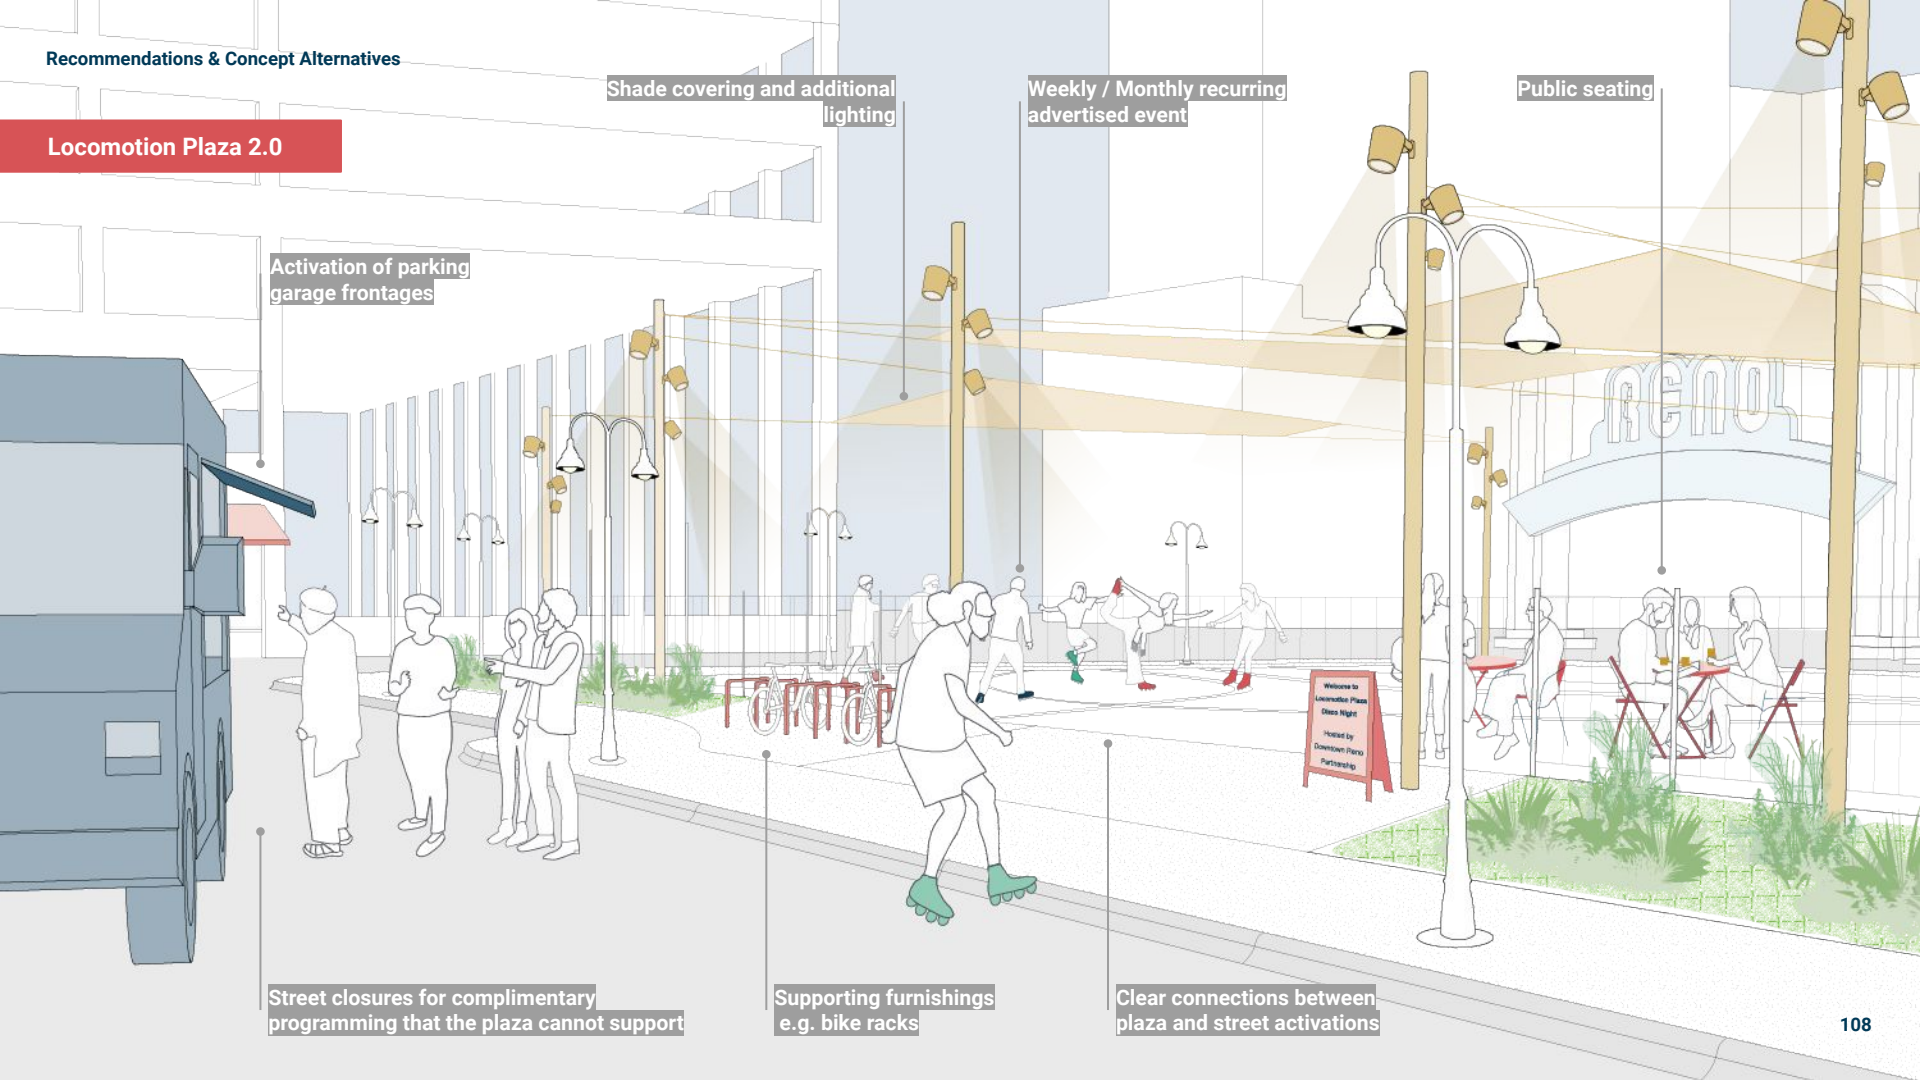 Recommendations & Concept Alternatives
Locomotion Plaza 2.0
Shade covering and additional
lighting
Weekly / Monthly recurring
advertised event
Public seating
Activation of parking
garage frontages
RENO
Welcome to
Locomotion Plaza
Disco Night
Hosted by
Downtown Reno
Partnership
Street closures for complimentary
programming that the plaza cannot support
Supporting furnishings
e.g. bike racks
Clear connections between
plaza and street activations
108